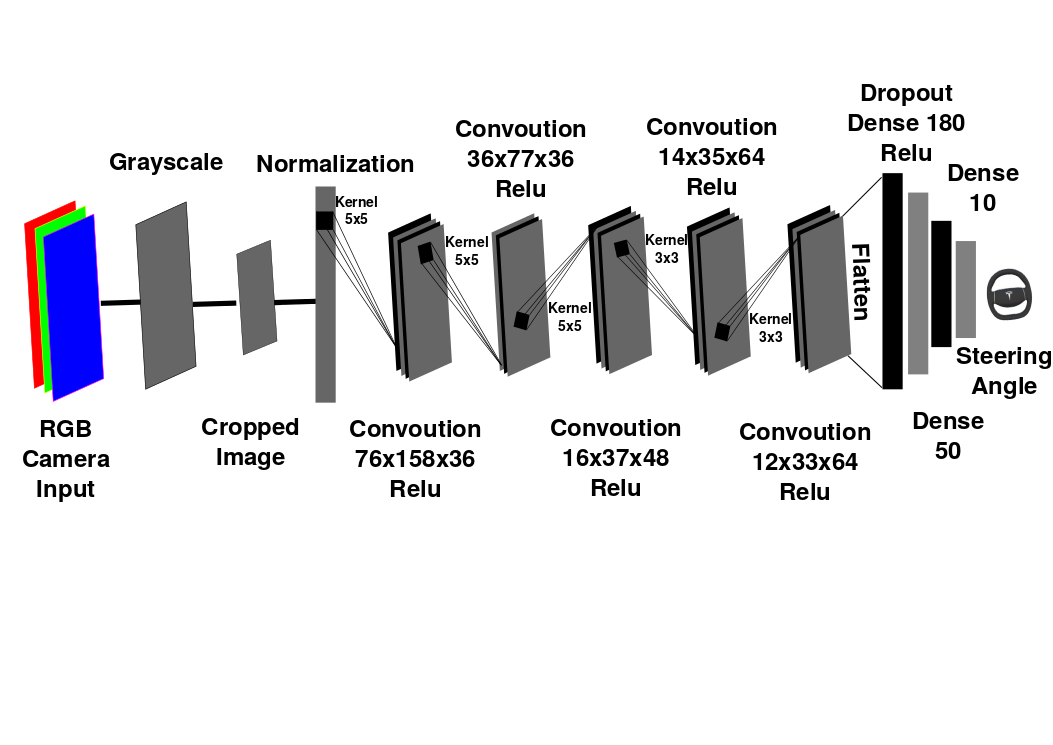 RGB
Camera
Input
Grayscale
Cropped
Image
Normalization
Kernel
5x5
Convoution
76x158x36
Relu
Kernel
5x5
Convoution
36x77x36
Relu
Kernel
5x5
Convoution
16x37x48
Relu
Kernel
3x3
Convoution
14x35x64
Relu
Kernel
3x3
Convoution
12x33x64
Relu
Flatten
Dropout
Dense 180
Relu
Dense
50
Dense
10
Steering
Angle